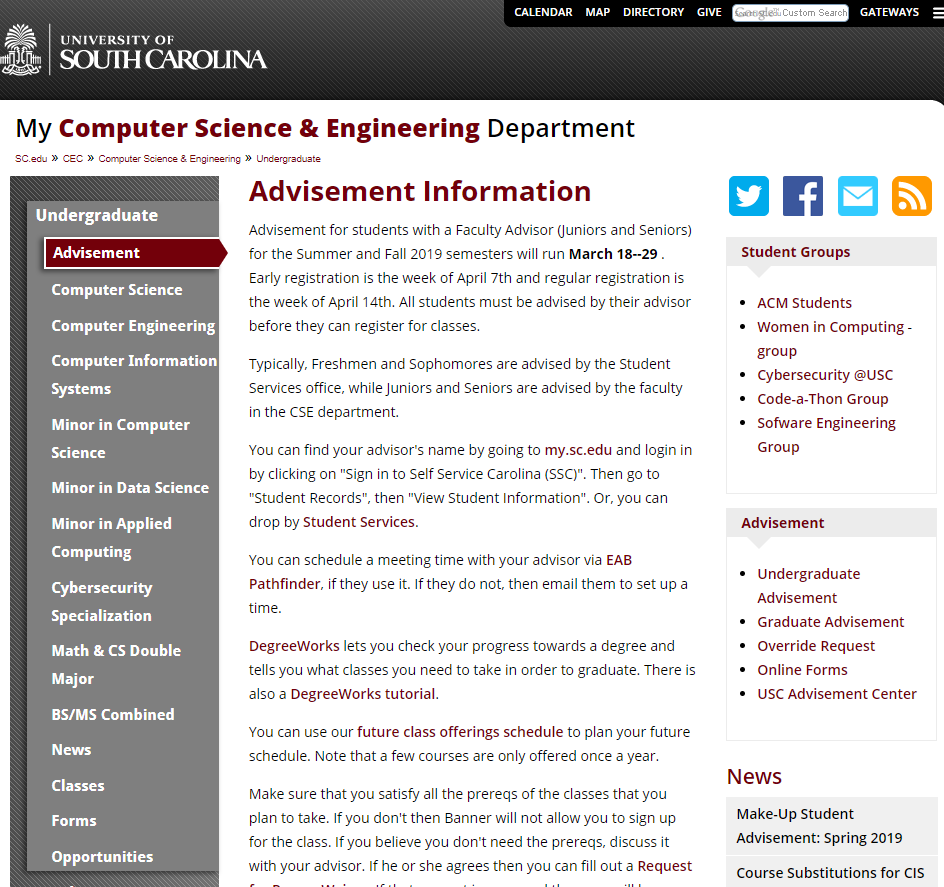 CALENDAR MAP DIRECTORY GIVE Custom Search GATEWAYS
UNIVERSITY OF
SOUTH CAROLINA
My Computer Science & Engineering Department
SC.edu » CEC » Computer Science & Engineering » Undergraduate
Undergraduate
Advisement
Computer Science
Computer Engineering
Computer Information
Systems
Minor in Computer
Science
Minor in Data Science
Minor in Applied
Computing
Cybersecurity
Specialization
Math & CS Double
Major
BS/MS Combined
News
Classes
Forms
Opportunities
Advisement Information
Advisement for students with a Faculty Advisor (Juniors and Seniors)
for the Summer and Fall 2019 semesters will run March 18--29 .
Early registration is the week of April 7th and regular registration is
the week of April 14th. All students must be advised by their advisor
before they can register for classes.
Typically, Freshmen and Sophomores are advised by the Student
Services office, while Juniors and Seniors are advised by the faculty
in the CSE department.
You can find your advisor's name by going to my.sc.edu and login in
by clicking on "Sign in to Self Service Carolina (SSC)". Then go to
"Student Records", then "View Student Information". Or, you can
drop by Student Services.
You can schedule a meeting time with your advisor via EAB
Pathfinder, if they use it. If they do not, then email them to set up a
time.
DegreeWorks lets you check your progress towards a degree and
tells you what classes you need to take in order to graduate. There is
also a DegreeWorks tutorial.
You can use our future class offerings schedule to plan your future
schedule. Note that a few courses are only offered once a year.
Make sure that you satisfy all the prereqs of the classes that you
plan to take. If you don't then Banner will not allow you to sign up
for the class. If you believe you don't need the prereqs, discuss it
with your advisor. If he or she agrees then you can fill out a Request
Student Groups
ACM Students
Women in Computing -
group
Cybersecurity @USC
Code-a-Thon Group
Sofware Engineering
Group
Advisement
Undergraduate
Advisement
Graduate Advisement
Override Request
Online Forms
USC Advisement Center
News
Make-Up Student
Advisement: Spring 2019
Course Substitutions for CIS